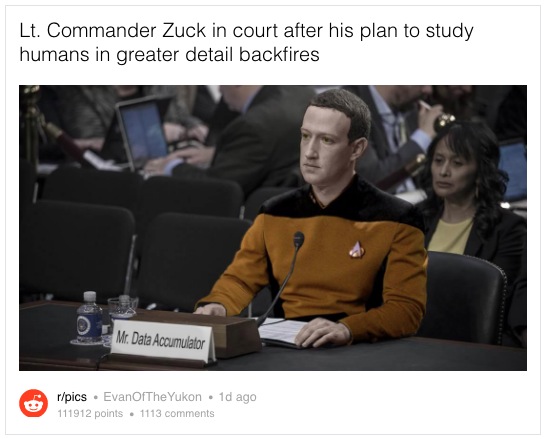 Lt. Commander Zuck in court after his plan to study
humans in greater detail backfires
Mr. Data Accumulator
r/pics • EvanOfTheYukon • 1d ago
111912 points • 1113 comments